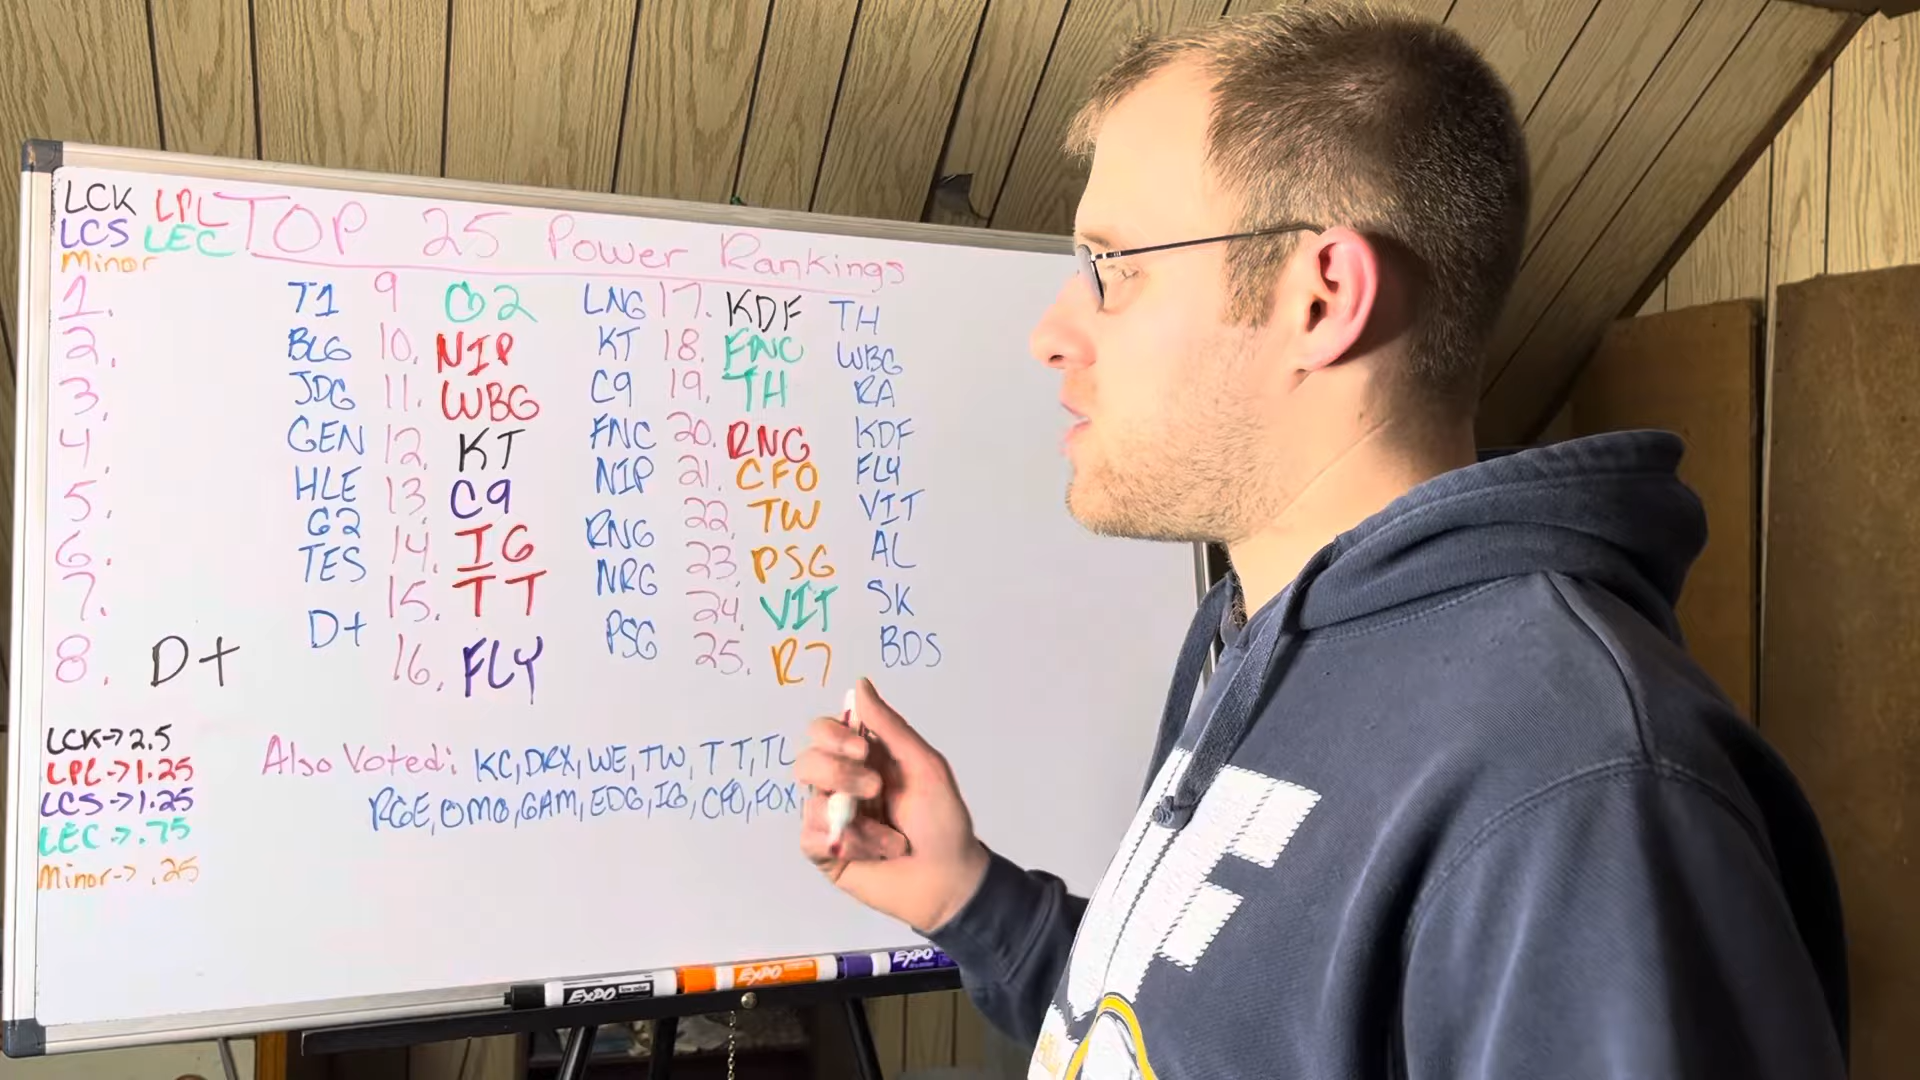 LCK LPL
LCS LEC
Minor
TOP 25 Power Rankings
1. T1
2. BLG
3. JDG
4. GEN
5. HLE
6. G2
7. TES
8. D+ D+
9 G2 LNG
10. NIP KT
11. WBG C9
12. KT FNC
13. C9 NIP
14. IG RNG
15. TT NRG
16. FLY PSG
17. KDF TH
18. FNC WBG
19. TH RA
20. RNG KDF
21. CFO FLY
22. TW VIT
23. PSG AL
24. VIT SK
25. R7 BDS
LCK→2.5
LPL→1.25
LCS→1.25
LEC→.75
Minor→.25
Also Voted: KC, DRX, WE, TW, TT, TL
RGE, OMG, GAM, EDG, IG, CFO, FOX,
EXPO
EXPO
EXPO